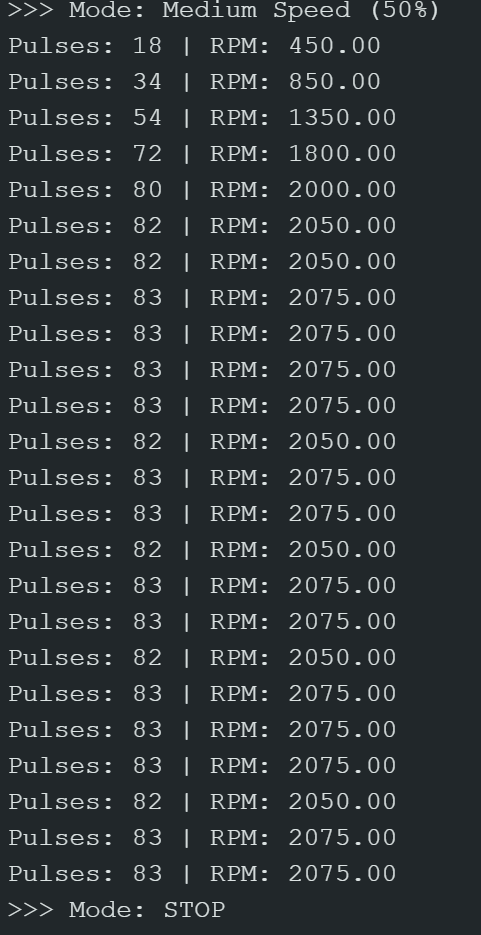 >>> Mode: Medium Speed (50%)
Pulses: 18 | RPM: 450.00
Pulses: 34 | RPM: 850.00
Pulses: 54 | RPM: 1350.00
Pulses: 72 | RPM: 1800.00
Pulses: 80 | RPM: 2000.00
Pulses: 82 | RPM: 2050.00
Pulses: 82 | RPM: 2050.00
Pulses: 83 | RPM: 2075.00
Pulses: 83 | RPM: 2075.00
Pulses: 83 | RPM: 2075.00
Pulses: 83 | RPM: 2075.00
Pulses: 82 | RPM: 2050.00
Pulses: 83 | RPM: 2075.00
Pulses: 83 | RPM: 2075.00
Pulses: 82 | RPM: 2050.00
Pulses: 83 | RPM: 2075.00
Pulses: 83 | RPM: 2075.00
Pulses: 82 | RPM: 2050.00
Pulses: 83 | RPM: 2075.00
Pulses: 83 | RPM: 2075.00
Pulses: 83 | RPM: 2075.00
Pulses: 82 | RPM: 2050.00
Pulses: 83 | RPM: 2075.00
Pulses: 83 | RPM: 2075.00
>>> Mode: STOP